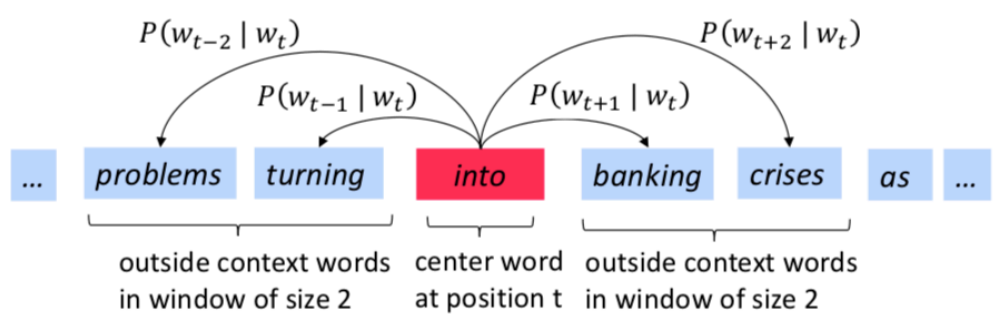 P(w_{t−2} | w_t)
P(w_{t+2} | w_t)
P(w_{t−1} | w_t)
P(w_{t+1} | w_t)
... problems turning into banking crises as ...
outside context words
in window of size 2
center word
at position t
outside context words
in window of size 2